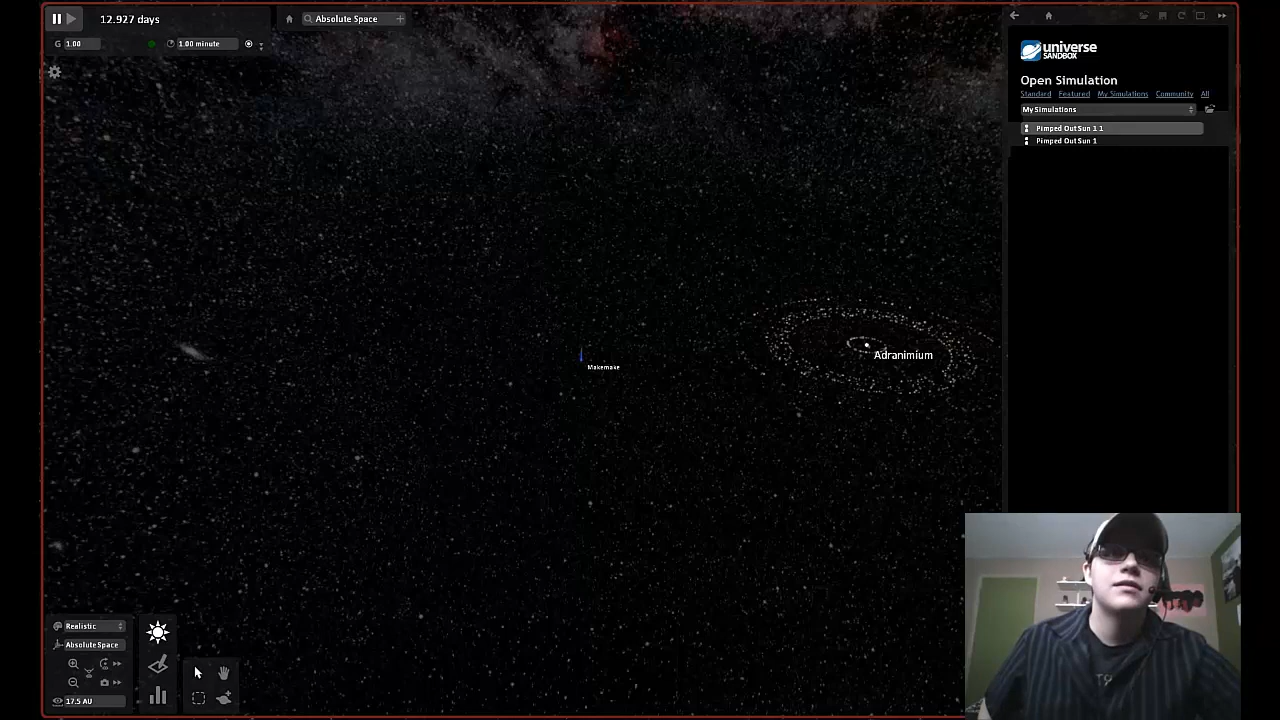 12.927 days
Absolute Space
G 1.00
1.00 minute
universe
SANDBOX
Open Simulation
Standard Featured My Simulations Community All
My Simulations
Pimped Out Sun 1 1
Pimped Out Sun 1
Adranimium
Makemake
Realistic
Absolute Space
17.5 AU